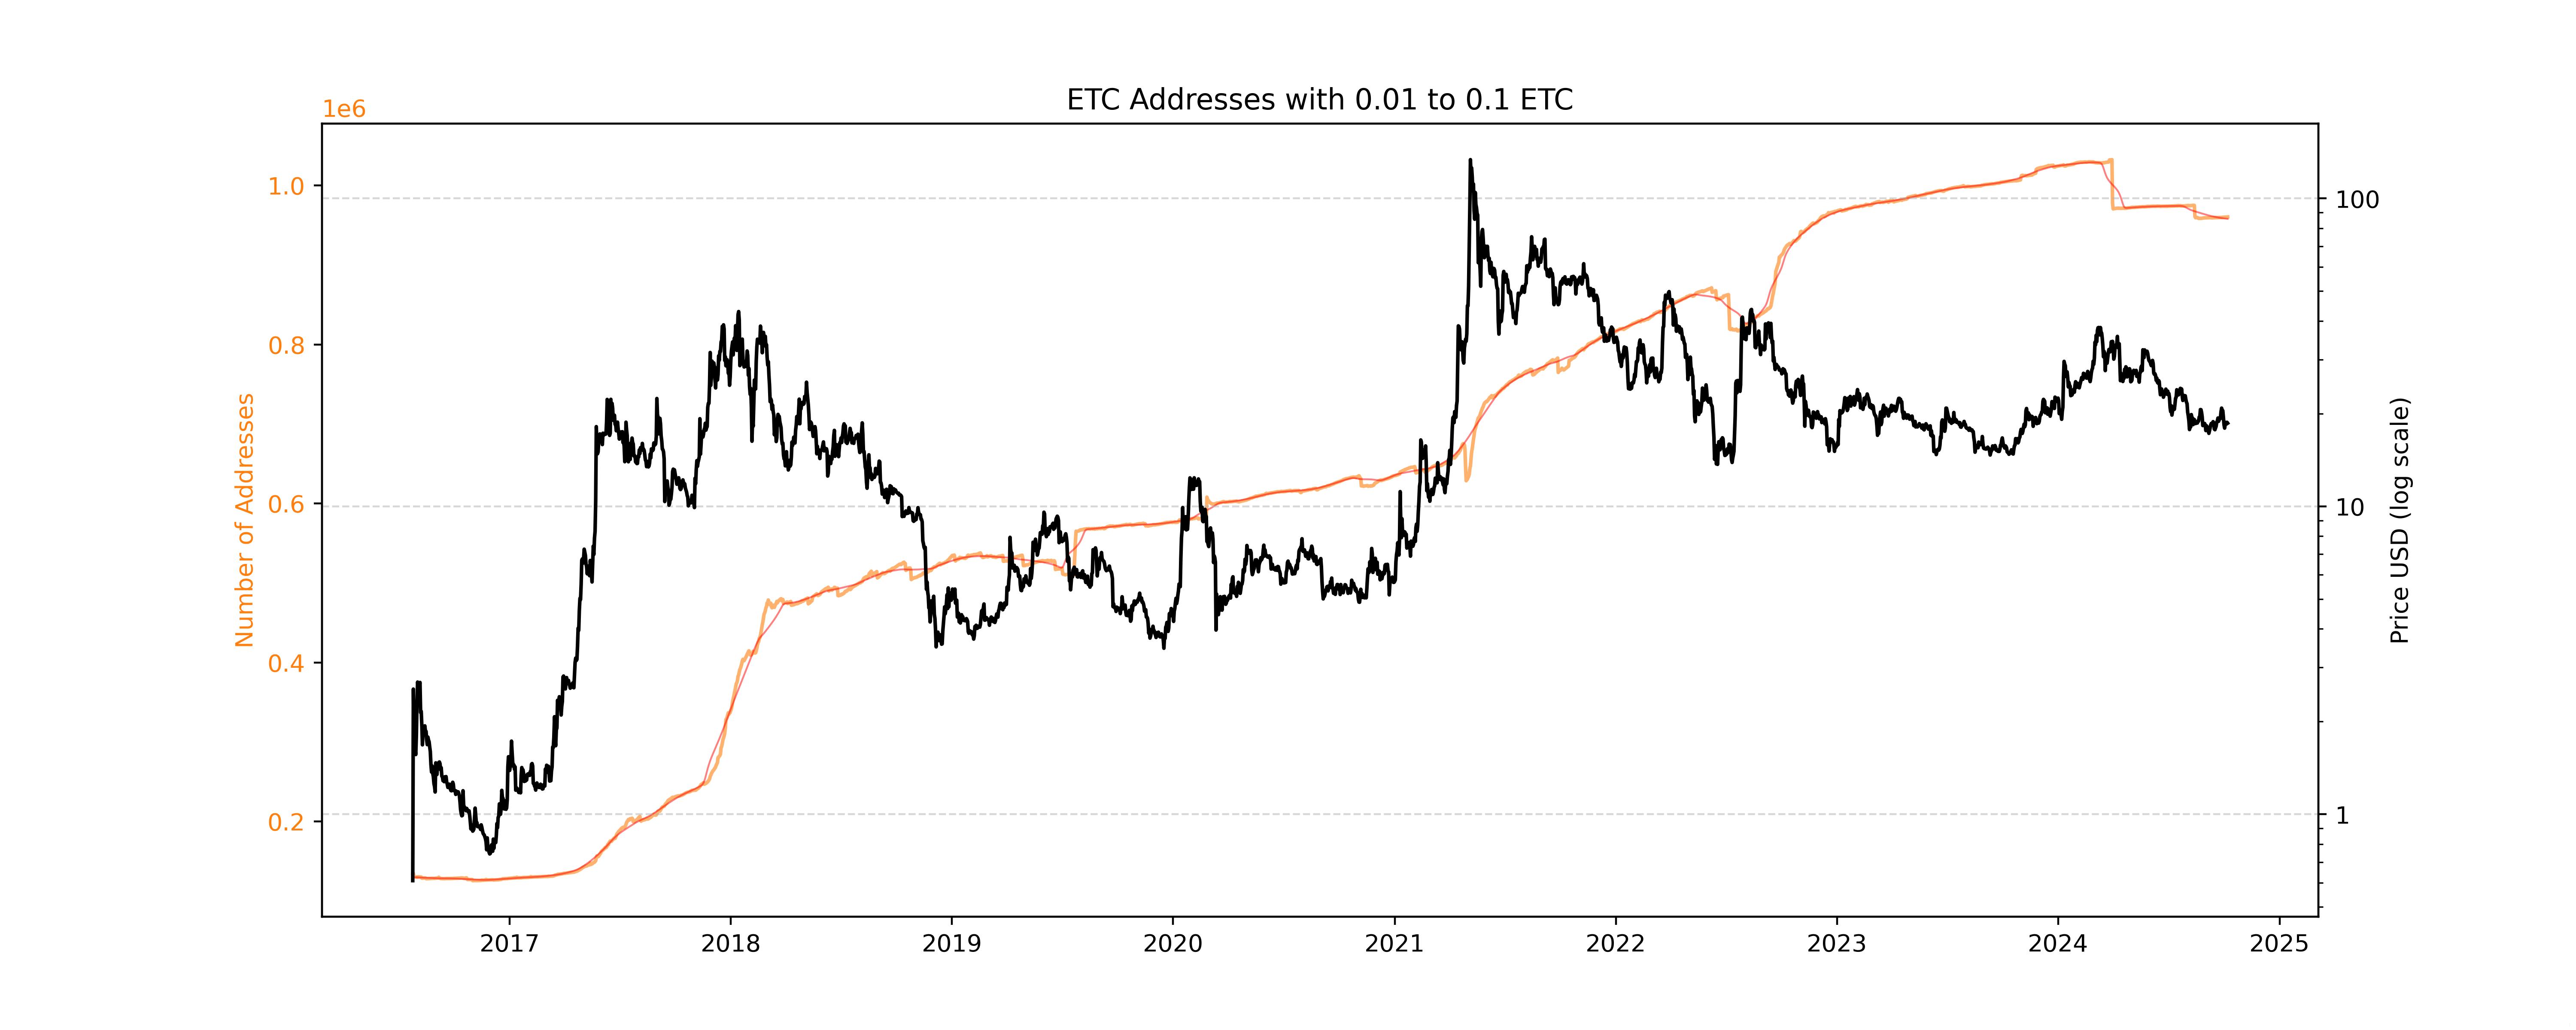 ETC Addresses with 0.01 to 0.1 ETC
1e6
1.0
0.8
0.6
0.4
0.2
Number of Addresses
100
10
1
Price USD (log scale)
2017 2018 2019 2020 2021 2022 2023 2024 2025